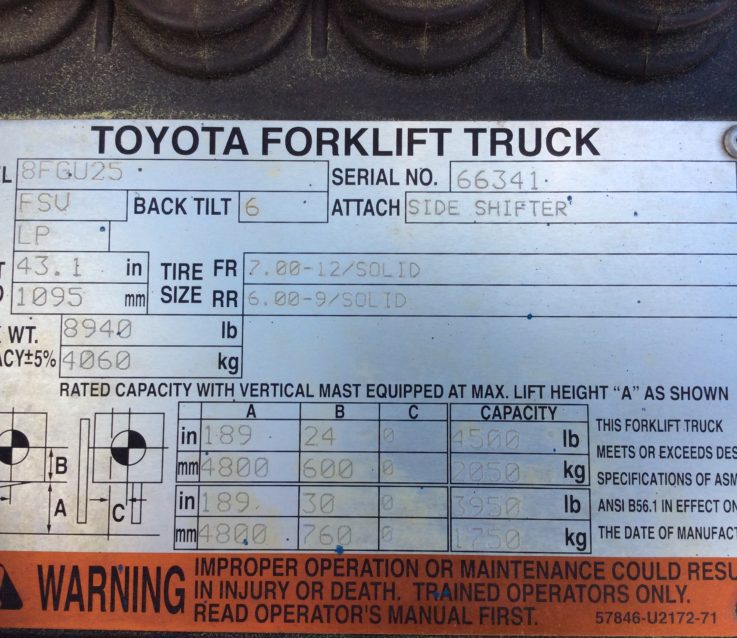 TOYOTA FORKLIFT TRUCK
L 8FGU25 SERIAL NO. 66341
FSV BACK TILT 6 ATTACH SIDE SHIFTER
LP
T 43.1 in TIRE FR 7.00-12/SOLID
1095 mm SIZE RR 6.00-9/SOLID
WT. 8940 lb
ACY±5% 4060 kg
RATED CAPACITY WITH VERTICAL MAST EQUIPPED AT MAX. LIFT HEIGHT "A" AS SHOWN
A B C CAPACITY
in 189 24 0 4500 lb
mm 4800 600 0 2050 kg
in 189 30 0 3950 lb
mm 4800 760 0 1750 kg
B
A
C
THIS FORKLIFT TRUCK
MEETS OR EXCEEDS DES
SPECIFICATIONS OF ASM
ANSI B56.1 IN EFFECT ON
THE DATE OF MANUFACT
WARNING
IMPROPER OPERATION OR MAINTENANCE COULD RESU
IN INJURY OR DEATH. TRAINED OPERATORS ONLY.
READ OPERATOR'S MANUAL FIRST. 57846-U2172-71